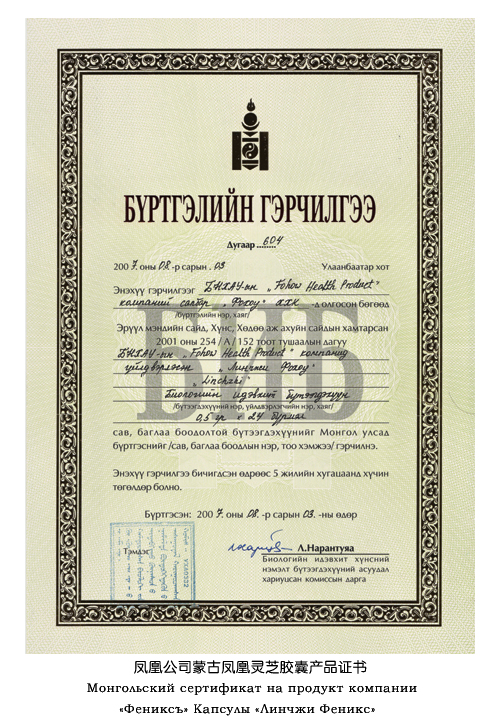 БҮРТГЭЛИЙН ГЭРЧИЛГЭЭ
Дугаар 604
2007. оны 08.-р сарын .03 Улаанбаатар хот
Энэхүү гэрчилгээг БНХАУ-ын „Fohow Health Product"
компаний салбар „Фохоу" ХХК -д олгосон бөгөөд
/бүртгэлийн нэр, хаяг/
Эрүүл мэндийн сайд, Хүнс, Хөдөө аж ахуйн сайдын хамтарсан
2001 оны 254 / А / 152 тоот тушаалын дагуу
БНХАУ-ын „Fohow Health Product" компанид
үйлдвэрлэсэн „Линчжи Фохоу"
„Linchzhi"
Биологийн идэвхит бүтээгдэхүүн
/бүтээгдэхүүний нэр, үйлдвэрлэгчийн нэр, хаяг/
0,5 гр 24
сав, баглаа боодолтой бүтээгдэхүүнийг Монгол улсад
бүртгэснийг /сав, баглаа боодлын нэр, тоо хэмжээ/ гэрчилнэ.
Энэхүү гэрчилгээ бичигдсэн өдрөөс 5 жилийн хугацаанд хүчин
төгөлдөр болно.
Бүртгэсэн: 2007. оны 08.-р сарын 03.-ны өдөр
Тэмдэг
Л.Нарантуяа
Биологийн идэвхит хүнсний
нэмэлт бүтээгдэхүүний асуудал
хариуцсан комиссын дарга
凤凰公司蒙古凤凰灵芝胶囊产品证书
Монгольский сертификат на продукт компании
«Фениксъ» Капсулы «Линчжи Феникс»